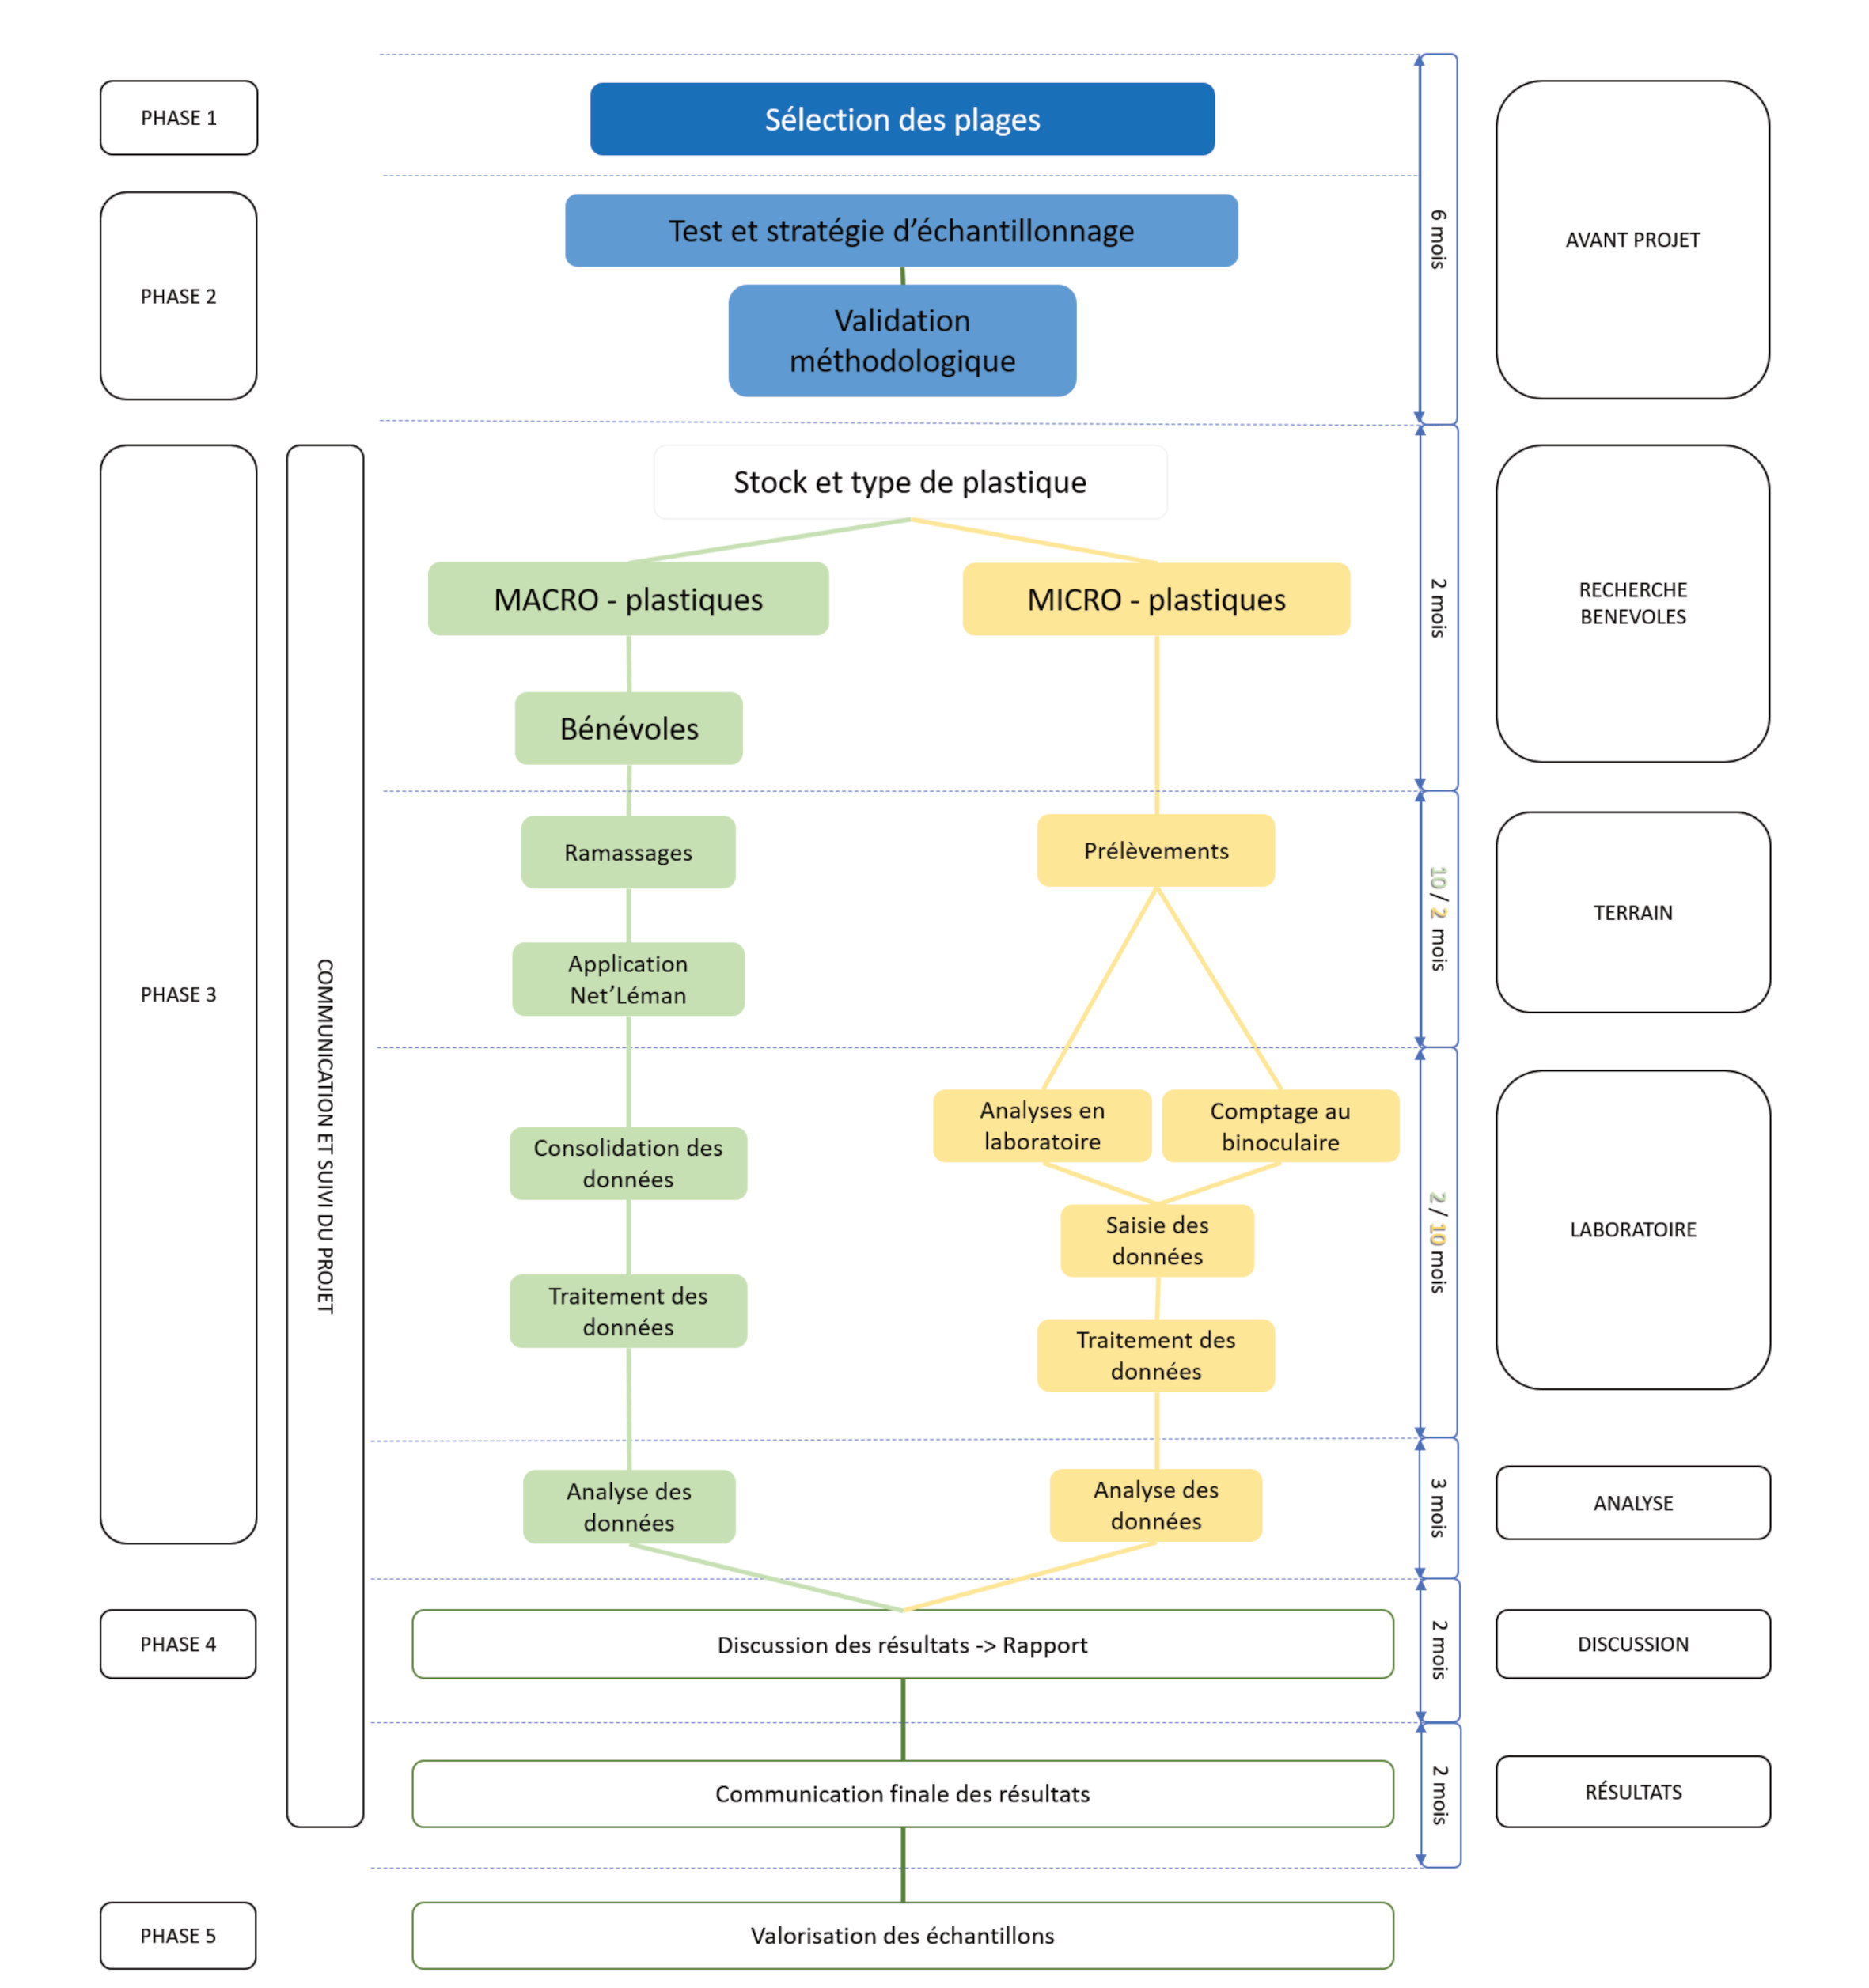 PHASE 1
Sélection des plages
PHASE 2
Test et stratégie d’échantillonnage
Validation
méthodologique
6 mois
AVANT PROJET
PHASE 3
COMMUNICATION ET SUIVI DU PROJET
Stock et type de plastique
MACRO - plastiques
MICRO - plastiques
Bénévoles
2 mois
RECHERCHE
BENEVOLES
Ramassages
Prélèvements
Application
Net’Léman
10 / 2 mois
TERRAIN
Analyses en
laboratoire
Comptage au
binoculaire
Consolidation des
données
Saisie des
données
Traitement des
données
Traitement des
données
2 / 10 mois
LABORATOIRE
Analyse des
données
Analyse des
données
3 mois
ANALYSE
PHASE 4
Discussion des résultats -> Rapport
2 mois
DISCUSSION
Communication finale des résultats
2 mois
RÉSULTATS
PHASE 5
Valorisation des échantillons